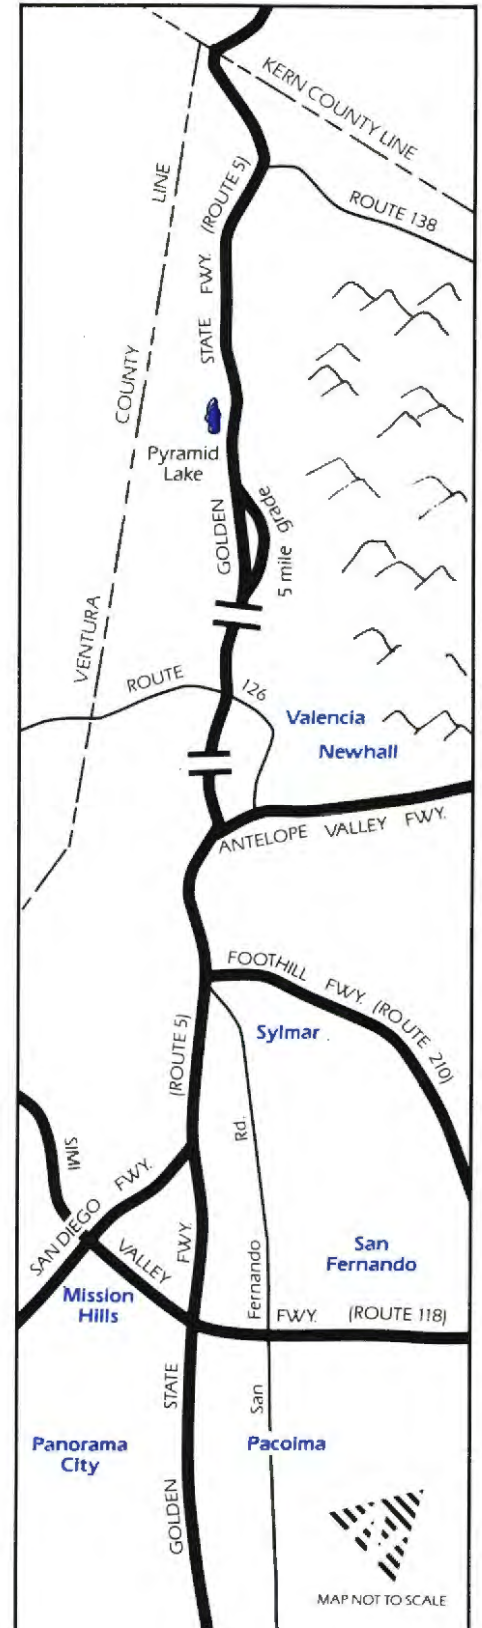 KERN COUNTY LINE
ROUTE 138
GOLDEN STATE FWY. (ROUTE 5)
VENTURA COUNTY LINE
Pyramid
Lake
5 mile grade
ROUTE 126
Valencia
Newhall
ANTELOPE VALLEY FWY.
FOOTHILL FWY. (ROUTE 210)
Sylmar
GOLDEN STATE FWY. (ROUTE 5)
San Fernando Rd.
SAN DIEGO FWY.
SIMI VALLEY FWY. (ROUTE 118)
San
Fernando
Mission
Hills
Panorama
City
Pacoima
MAP NOT TO SCALE